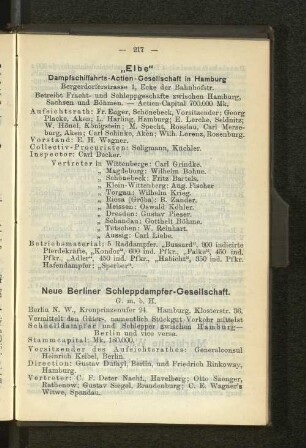 — 217 —
„Elbe"
Dampfschiffahrts-Actien-Gesellschaft in Hamburg
Bergedorferstrasse 1, Ecke der Bahnhofstr.
Betreibt Fracht- und Schleppgeschäfte zwischen Hamburg,
Sachsen und Böhmen. — Actien-Capital 700.000 Mk.
Aufsichtsrath: Fr. Eager, Schönebeck, Vorsitzender; Georg
Placke, Aken; L. Harling, Hamburg; E. Lorche, Seidnitz;
W. Hänel, Königstein; M. Specht, Rosslau; Carl Merse-
burg, Aken; Carl Schinke, Aken; Wilh. Lorenz, Rosenburg.
Vorstand: E. H. Wagner.
Collectiv-Procuristen: Seligmann, Küchler.
Inspector: Carl Deckar.
Vertreter in Wittenberge: Carl Grindke.
„ Magdeburg: Wilhelm Bohne.
„ Schönebeck: Fritz Bartels.
„ Klein-Wittenberg: Aug. Fischer
„ Torgau: Wilhelm Krieg.
„ Riesa (Gröba): B. Zander.
„ Meissen: Oswald Köhler.
„ Dresden: Gustav Pieser.
„ Schandau: Gotthelf Böhme.
„ Tetschen: W. Reinhart.
„ Aussig: Carl Liebe.
Betriebsmaterial: 5 Raddampfer. „Bussard", 900 indicirte
Pferdekräfte, „Kondor", 600 ind. Pfkr., „Falke", 450 ind.
Pfkr., „Adler", 450 ind. Pfkr., „Habicht", 350 ind. Pfkr.
Hafendampfer: „Sperber".
Neue Berliner Schleppdampfer-Gesellschaft.
G. m. b. H.
Berlin N. W., Kronprinzenufer 24. Hamburg, Klosterstr. 36.
Vermittelt den Güter-, namentlich Stückgut-Verkehr mittelst
Schnelldampfer und Schlepper zwischen Hamburg—
Berlin und vice versa.
Stammcapital: Mk. 180.000.
Vorsitzender des Aufsichtsrathes: Generalconsul
Heinrich Keibel, Berlin.
Direction: Gustav Dufayl, Berlin, und Friedrich Rinkoway,
Hamburg.
Vertreter: C. F. Deter Nachf., Havelberg; Otto Saenger,
Rathenow; Gustav Siegel, Brandenburg; C. E. Wagner's
Witwe, Spandau.